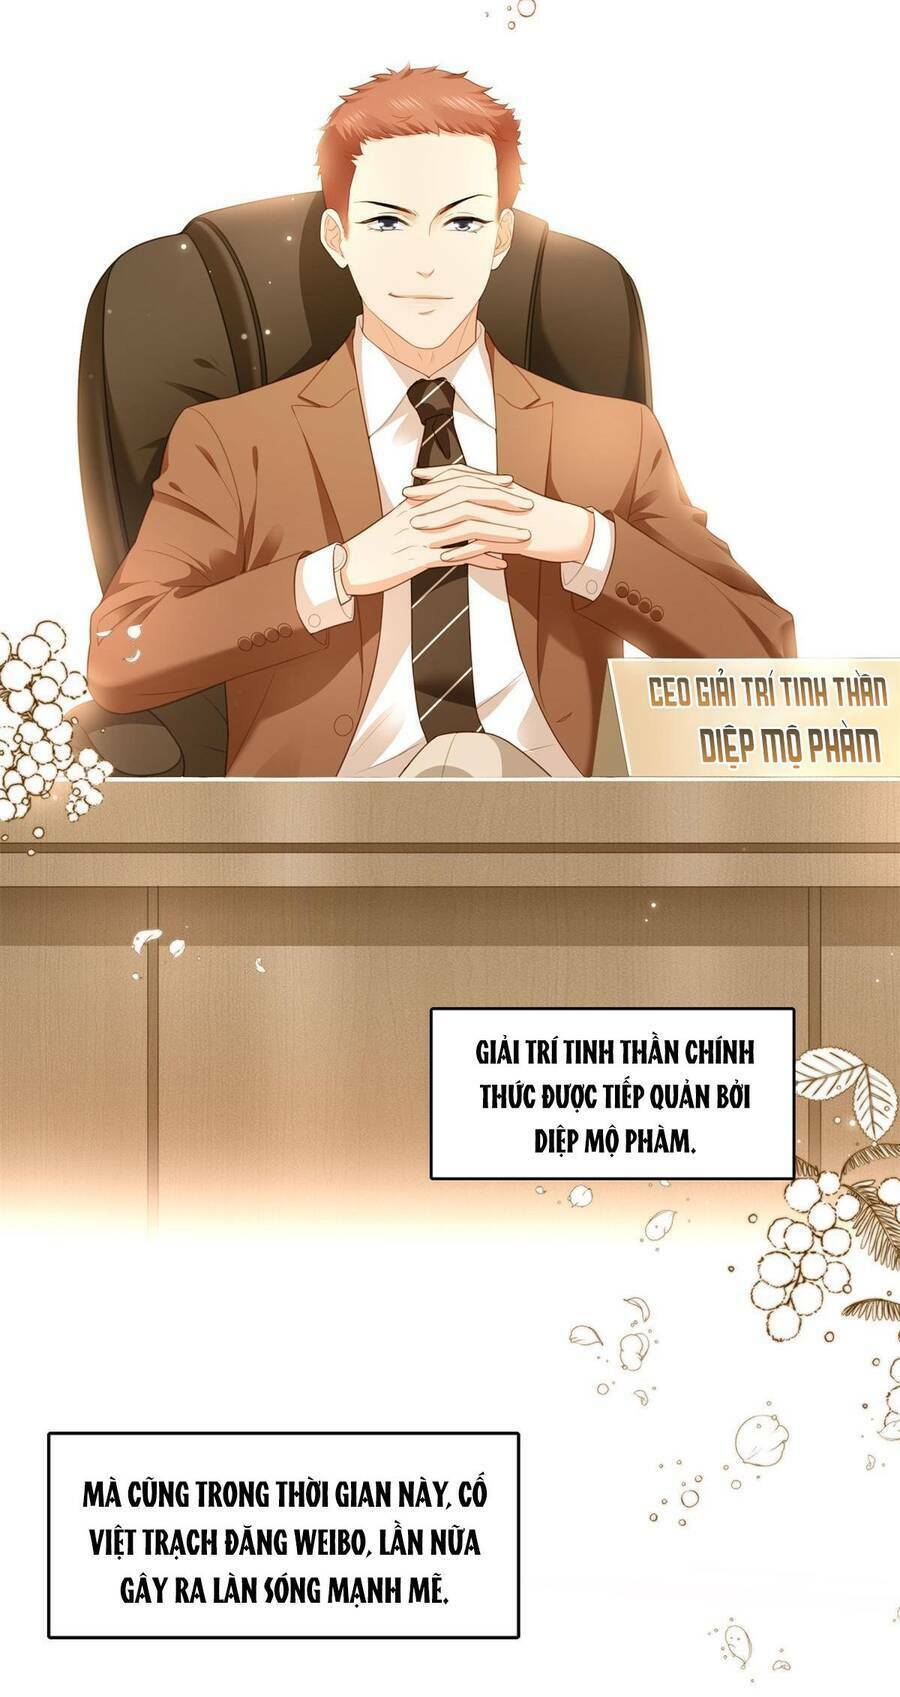 CEO GIẢI TRÍ TINH THẦN
DIỆP MỘ PHÀM
GIẢI TRÍ TINH THẦN CHÍNH
THỨC ĐƯỢC TIẾP QUẢN BỞI
DIỆP MỘ PHÀM.
MÀ CŨNG TRONG THỜI GIAN NÀY, CỐ
VIỆT TRẠCH ĐĂNG WEIBO, LẦN NỮA
GÂY RA LÀN SÓNG MẠNH MẼ.